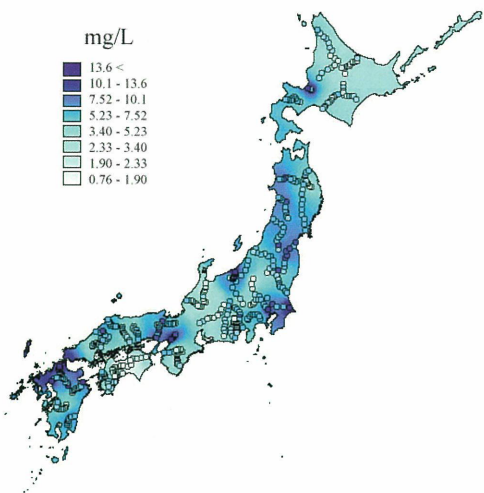 mg/L
13.6 <
10.1 - 13.6
7.52 - 10.1
5.23 - 7.52
3.40 - 5.23
2.33 - 3.40
1.90 - 2.33
0.76 - 1.90